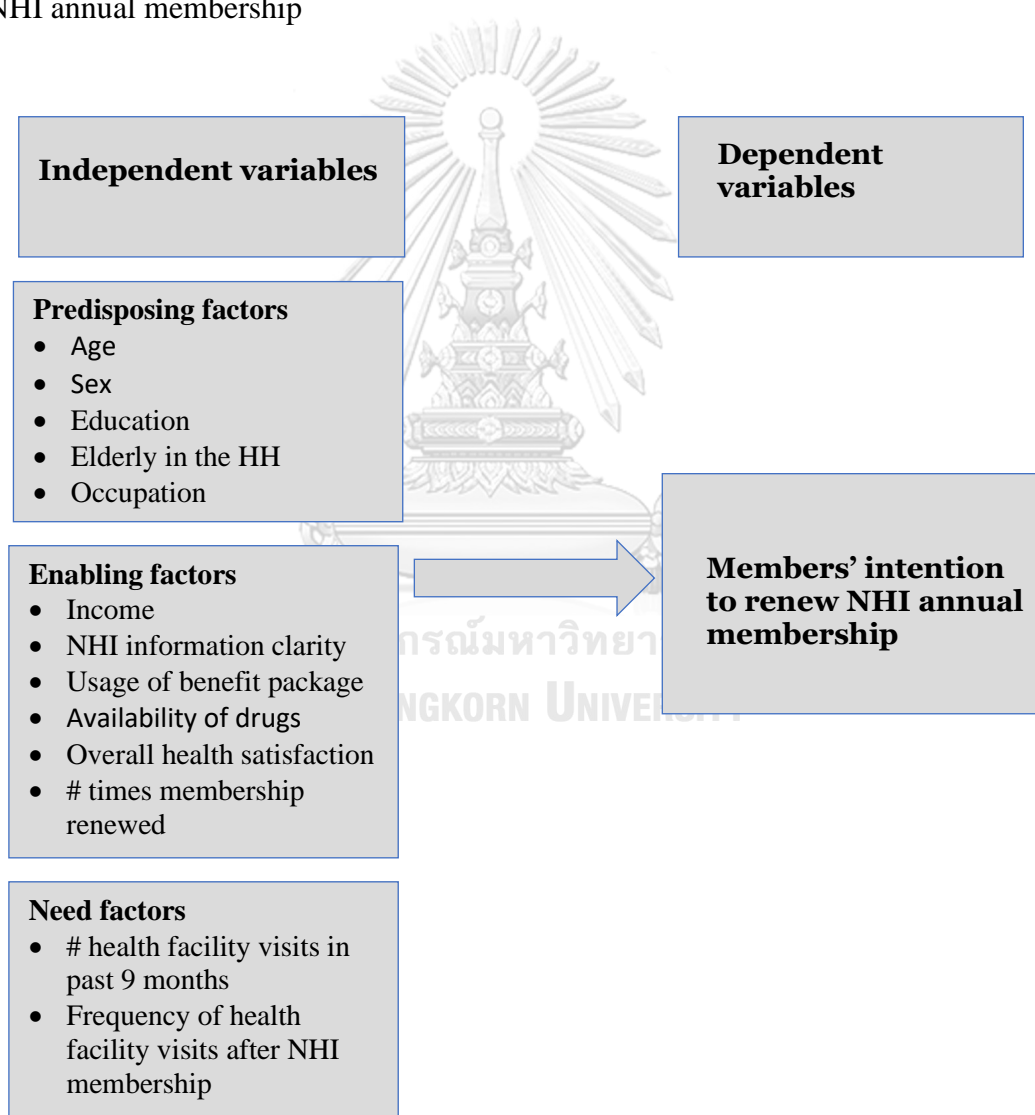 NHI annual membership
Independent variables
Dependent
variables
Predisposing factors
• Age
• Sex
• Education
• Elderly in the HH
• Occupation
Enabling factors
• Income
• NHI information clarity
• Usage of benefit package
• Availability of drugs
• Overall health satisfaction
• # times membership
renewed
Members’ intention
to renew NHI annual
membership
Need factors
• # health facility visits in
past 9 months
• Frequency of health
facility visits after NHI
membership